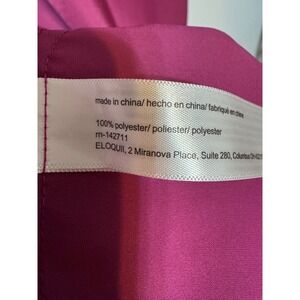 made in china/ hecho en china/ fabriqué en chine
100% polyester/ poliester/ polyester
rn-142711
ELOQUII, 2 Miranova Place, Suite 280, Columbus OH